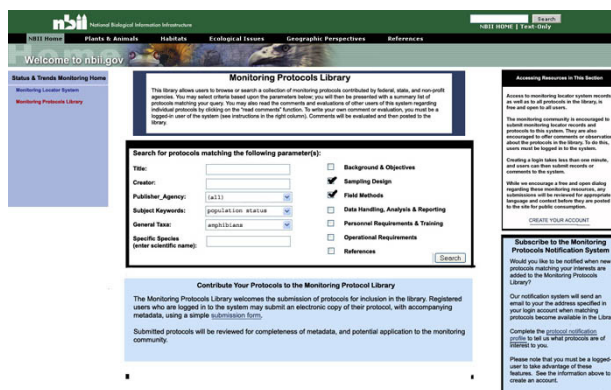 nbii National Biological Information Infrastructure
Search
NBII HOME | Text-Only
NBII Home Plants & Animals Habitats Ecological Issues Geographic Perspectives References
Welcome to nbii.gov
Status & Trends Monitoring Home
Monitoring Locator System
Monitoring Protocols Library
Monitoring Protocols Library
This library allows users to browse or search a collection of monitoring protocols contributed by federal, state, and non-profit
agencies. You may select criteria based upon the parameters below; you will then be presented with a summary list of
protocols matching your query. You may also read the comments and evaluations of other users of this system regarding
individual protocols by clicking on the "read comments" function. To write your own comment or evaluation, you must be a
logged-in user of the system (see instructions in the right column). Comments will be evaluated and then posted to the
library.
Search for protocols matching the following parameter(s):
Title:
Creator:
Publisher_Agency: (all)
Subject Keywords: population status
General Taxa: amphibians
Specific Species
(enter scientific name):
Background & Objectives
Sampling Design
Field Methods
Data Handling, Analysis & Reporting
Personnel Requirements & Training
Operational Requirements
References
Search
Contribute Your Protocols to the Monitoring Protocol Library
The Monitoring Protocols Library welcomes the submission of protocols for inclusion in the library. Registered
users who are logged in to the system may submit an electronic copy of their protocol, with accompanying
metadata, using a simple submission form.
Submitted protocols will be reviewed for completeness of metadata, and potential application to the monitoring
community.
Accessing Resources in This Section
Access to monitoring locator system records
as well as to all protocols in the library, is
free and open to all users.
The monitoring community is encouraged to
submit monitoring locator records and
protocols to this system. They are also
encouraged to offer comments or observations
about the protocols in the library. To do this,
users must be logged in to the system.
Creating a login takes less than one minute,
and users can then submit records or
comments to the system.
While we encourage a free and open dialog
regarding these monitoring resources, any
submissions will be reviewed for appropriate
language and context before they are posted
to the site for public consumption.
CREATE YOUR ACCOUNT
Subscribe to the Monitoring
Protocols Notification System
Would you like to be notified when new
protocols matching your interests are
added to the Monitoring Protocols
Library?
Our notification system will send an
email to your the address specified in
your login account when matching
protocols become available in the Libra
Complete the protocol notification
profile to tell us what protocols are of
interest to you.
Please note that you must be a logged-
user to take advantage of these
features. See the information above to
create an account.